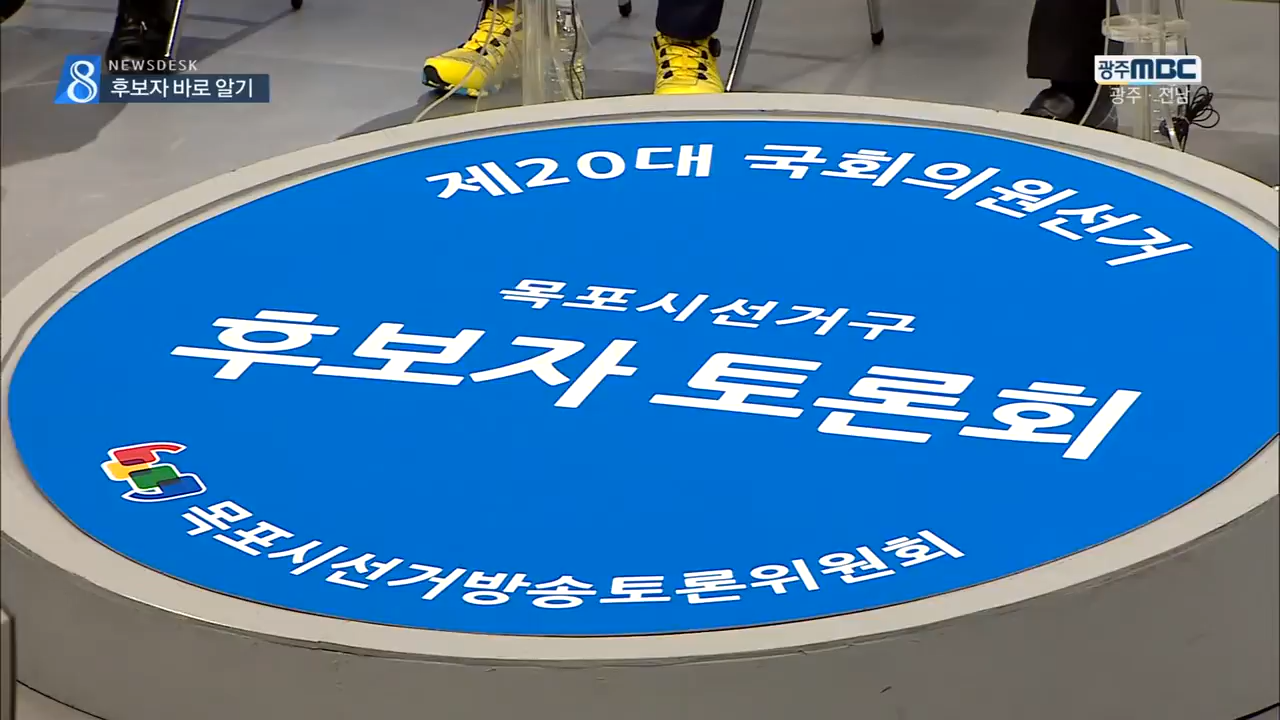 8 NEWSDESK
후보자 바로 알기
광주MBC
광주·전남
제20대 국회의원선거
목포시선거구
후보자 토론회
목포시선거방송토론위원회